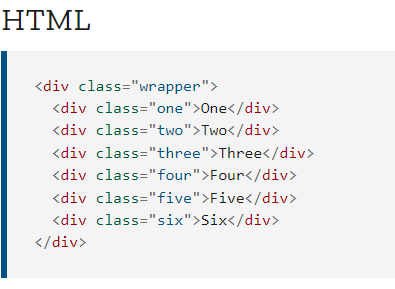 HTML
<div class="wrapper">
  <div class="one">One</div>
  <div class="two">Two</div>
  <div class="three">Three</div>
  <div class="four">Four</div>
  <div class="five">Five</div>
  <div class="six">Six</div>
</div>